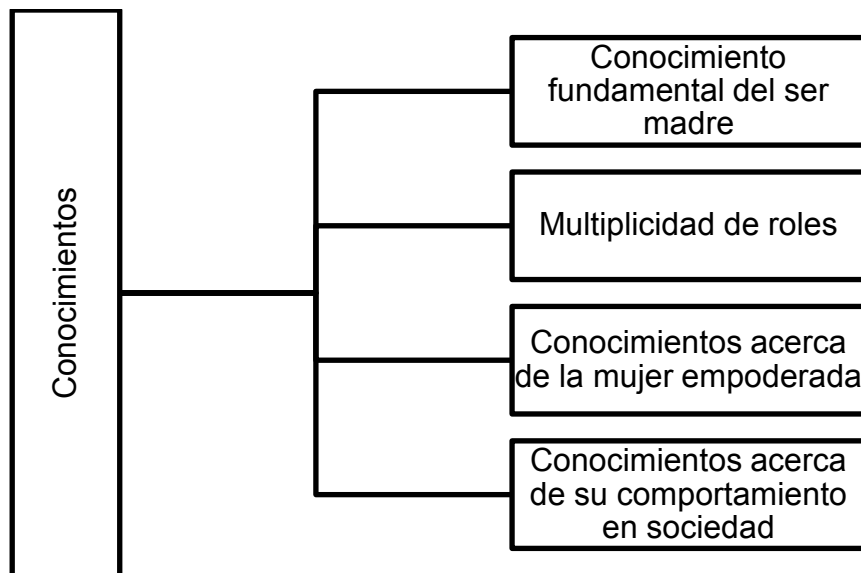 Conocimientos
Conocimiento
fundamental del ser
madre
Multiplicidad de roles
Conocimientos acerca
de la mujer empoderada
Conocimientos acerca
de su comportamiento
en sociedad